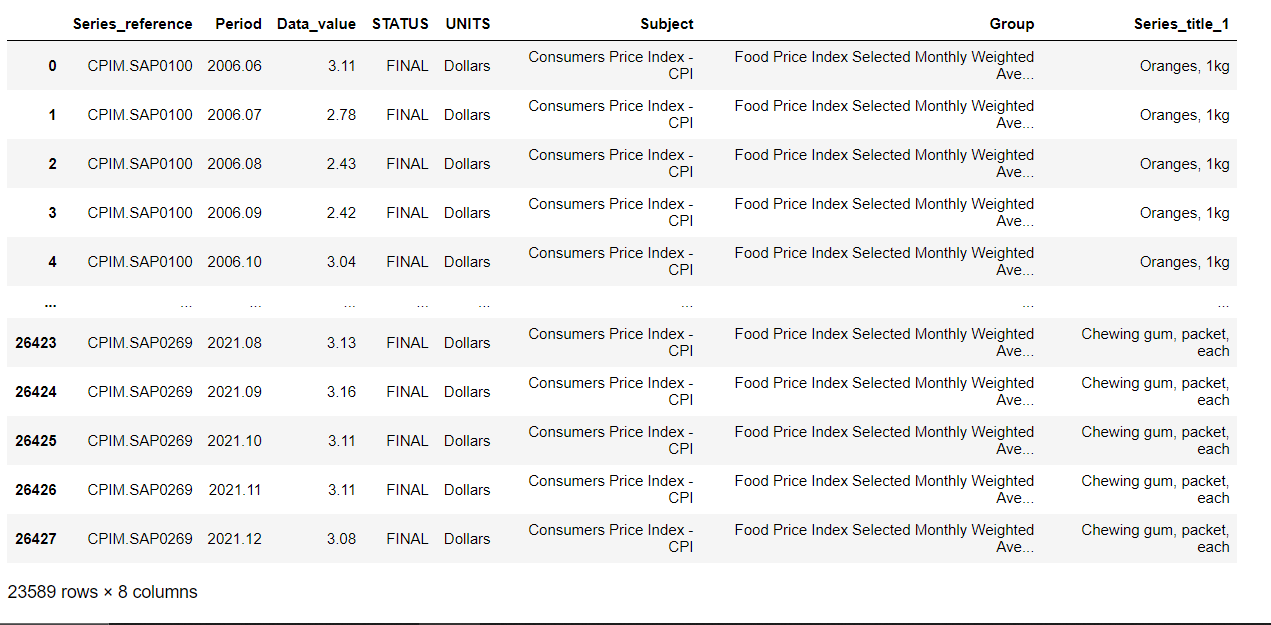 Series_reference Period Data_value STATUS UNITS Subject Group Series_title_1
0 CPIM.SAP0100 2006.06 3.11 FINAL Dollars Consumers Price Index - CPI Food Price Index Selected Monthly Weighted Ave... Oranges, 1kg
1 CPIM.SAP0100 2006.07 2.78 FINAL Dollars Consumers Price Index - CPI Food Price Index Selected Monthly Weighted Ave... Oranges, 1kg
2 CPIM.SAP0100 2006.08 2.43 FINAL Dollars Consumers Price Index - CPI Food Price Index Selected Monthly Weighted Ave... Oranges, 1kg
3 CPIM.SAP0100 2006.09 2.42 FINAL Dollars Consumers Price Index - CPI Food Price Index Selected Monthly Weighted Ave... Oranges, 1kg
4 CPIM.SAP0100 2006.10 3.04 FINAL Dollars Consumers Price Index - CPI Food Price Index Selected Monthly Weighted Ave... Oranges, 1kg
... ... ... ... ... ... ... ... ...
26423 CPIM.SAP0269 2021.08 3.13 FINAL Dollars Consumers Price Index - CPI Food Price Index Selected Monthly Weighted Ave... Chewing gum, packet, each
26424 CPIM.SAP0269 2021.09 3.16 FINAL Dollars Consumers Price Index - CPI Food Price Index Selected Monthly Weighted Ave... Chewing gum, packet, each
26425 CPIM.SAP0269 2021.10 3.11 FINAL Dollars Consumers Price Index - CPI Food Price Index Selected Monthly Weighted Ave... Chewing gum, packet, each
26426 CPIM.SAP0269 2021.11 3.11 FINAL Dollars Consumers Price Index - CPI Food Price Index Selected Monthly Weighted Ave... Chewing gum, packet, each
26427 CPIM.SAP0269 2021.12 3.08 FINAL Dollars Consumers Price Index - CPI Food Price Index Selected Monthly Weighted Ave... Chewing gum, packet, each
23589 rows × 8 columns